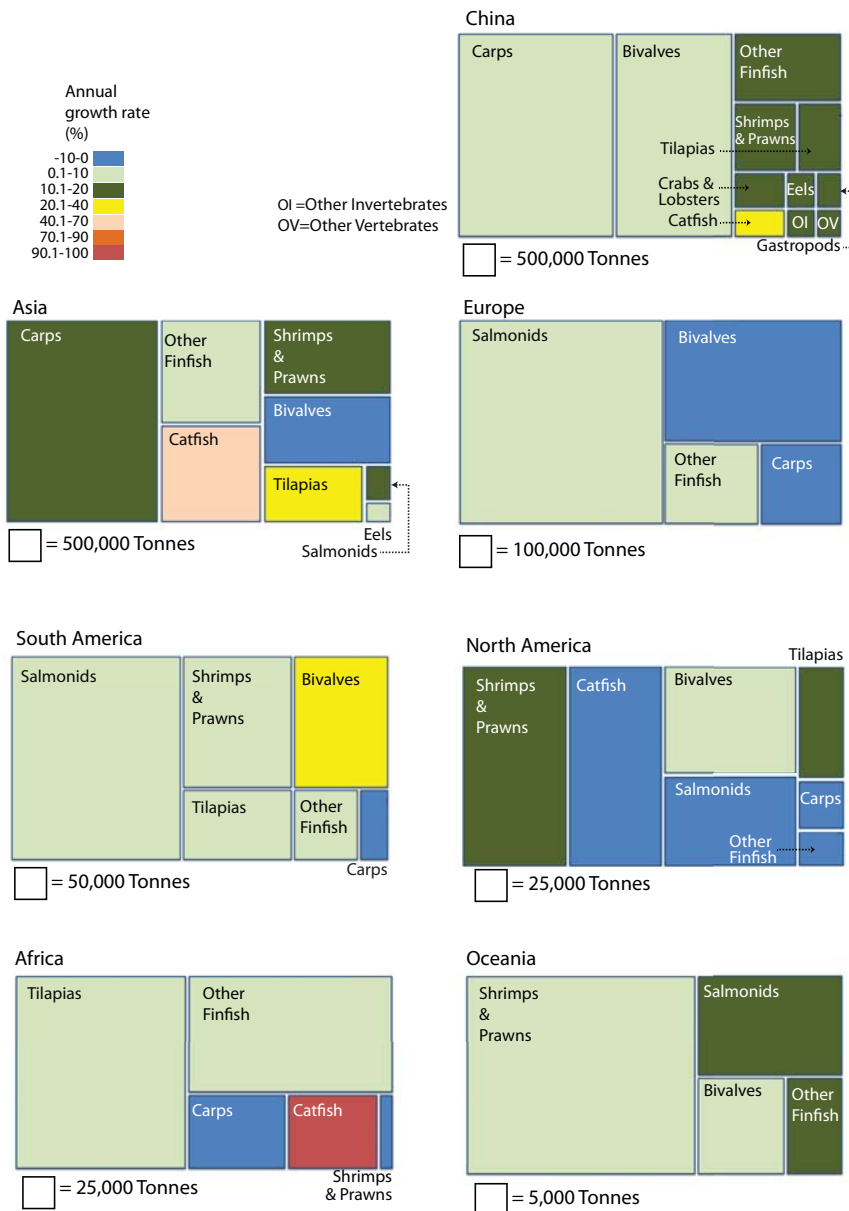 China
Carps
Bivalves
Other
Finfish
Shrimps
& Prawns
Tilapias
Crabs &
Lobsters
Eels
Catfish
OI
OV
Gastropods
= 500,000 Tonnes
Annual
growth rate
(%)
-10-0
0.1-10
10.1-20
20.1-40
40.1-70
70.1-90
90.1-100
OI =Other Invertebrates
OV=Other Vertebrates
Asia
Carps
Other
Finfish
Shrimps
&
Prawns
Bivalves
Catfish
Tilapias
Eels
Salmonids
= 500,000 Tonnes
Europe
Salmonids
Bivalves
Other
Finfish
Carps
= 100,000 Tonnes
South America
Salmonids
Shrimps
&
Prawns
Bivalves
Tilapias
Other
Finfish
Carps
= 50,000 Tonnes
North America
Tilapias
Shrimps
&
Prawns
Catfish
Bivalves
Salmonids
Carps
Other
Finfish
= 25,000 Tonnes
Africa
Tilapias
Other
Finfish
Carps
Catfish
Shrimps
& Prawns
= 25,000 Tonnes
Oceania
Shrimps
&
Prawns
Salmonids
Bivalves
Other
Finfish
= 5,000 Tonnes